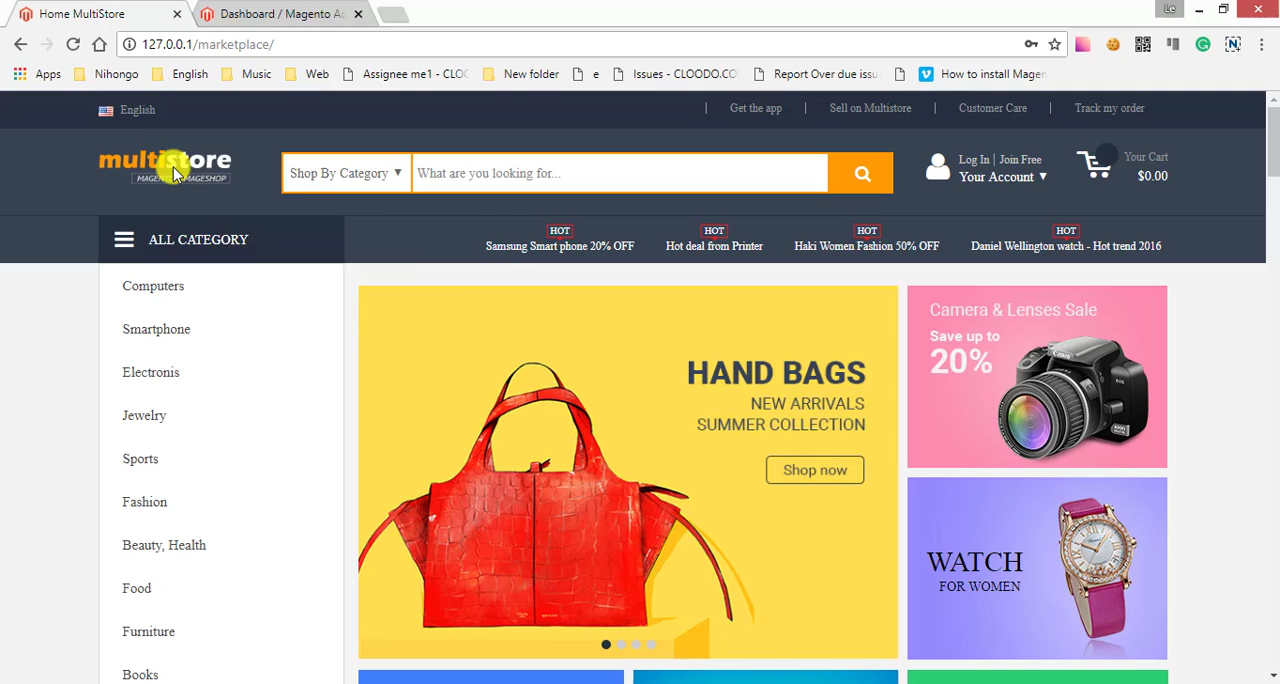 Home MultiStore
Dashboard / Magento Ad
Le
127.0.0.1/marketplace/
Apps
Nihongo
English
Music
Web
Assignee me1 - CLOO
New folder
e
Issues - CLOODO.CO
Report Over due issu
How to install Magen
English
Get the app
Sell on Multistore
Customer Care
Track my order
multistore
Shop By Category
What are you looking for...
Log In | Join Free
Your Account
Your Cart
$0.00
ALL CATEGORY
HOT
Samsung Smart phone 20% OFF
HOT
Hot deal from Printer
HOT
Haki Women Fashion 50% OFF
HOT
Daniel Wellington watch - Hot trend 2016
Computers
Smartphone
Electronis
Jewelry
Sports
Fashion
Beauty, Health
Food
Furniture
Books
HAND BAGS
NEW ARRIVALS
SUMMER COLLECTION
Shop now
Camera & Lenses Sale
Save up to
20%
Canon
EOS
WATCH
FOR WOMEN